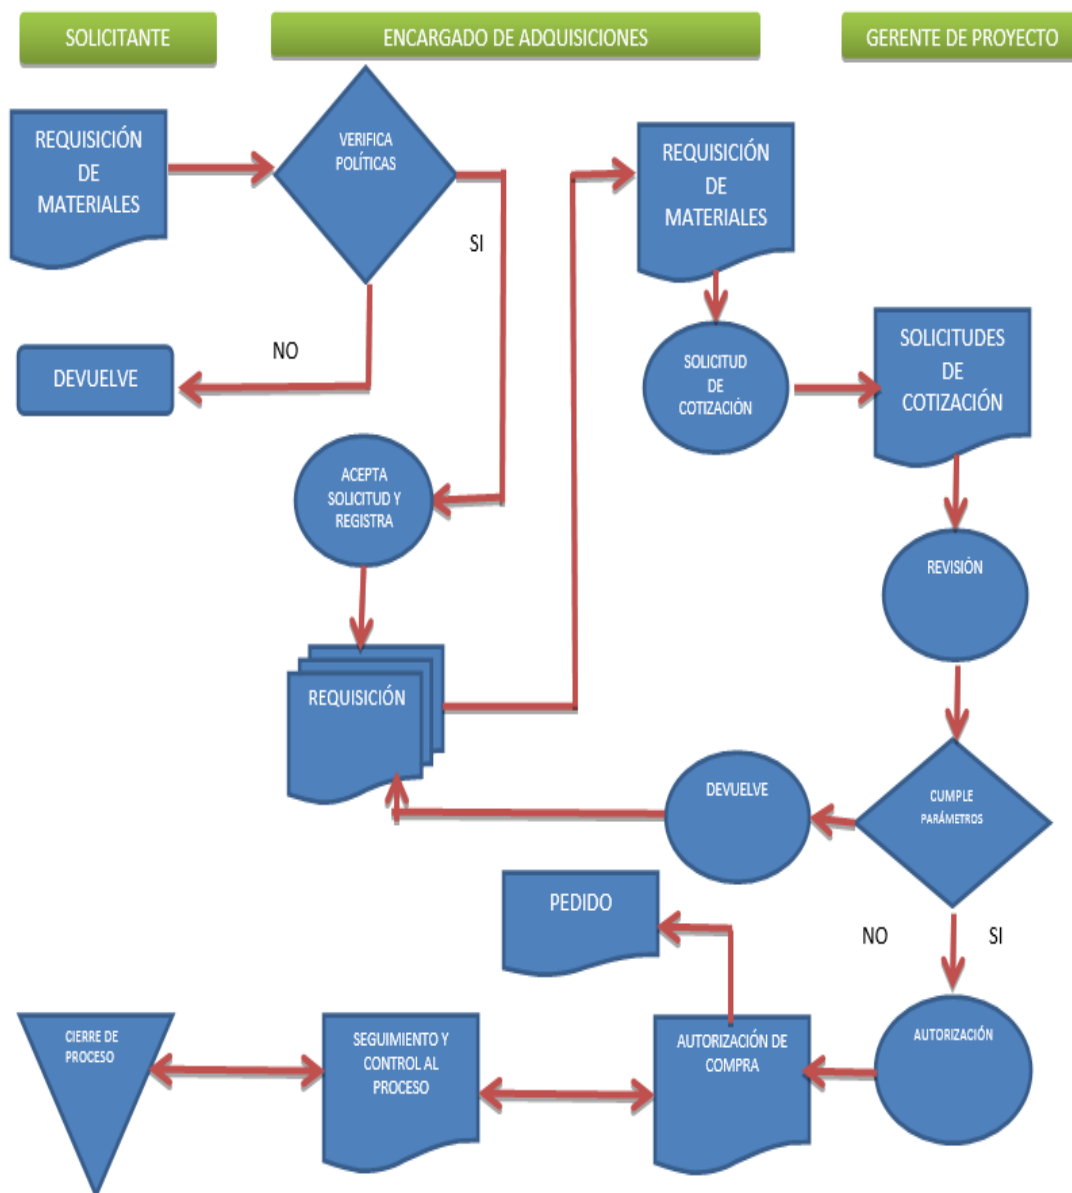 SOLICITANTE
ENCARGADO DE ADQUISICIONES
GERENTE DE PROYECTO
REQUISICIÓN
DE
MATERIALES
VERIFICA
POLÍTICAS
REQUISICIÓN
DE
MATERIALES
SI
NO
DEVUELVE
SOLICITUD
DE
COTIZACIÓN
SOLICITUDES
DE
COTIZACIÓN
ACEPTA
SOLICITUD Y
REGISTRA
REVISIÓN
REQUISICIÓN
DEVUELVE
CUMPLE
PARÁMETROS
PEDIDO
NO
SI
CIERRE DE
PROCESO
SEGUIMIENTO Y
CONTROL AL
PROCESO
AUTORIZACIÓN DE
COMPRA
AUTORIZACIÓN